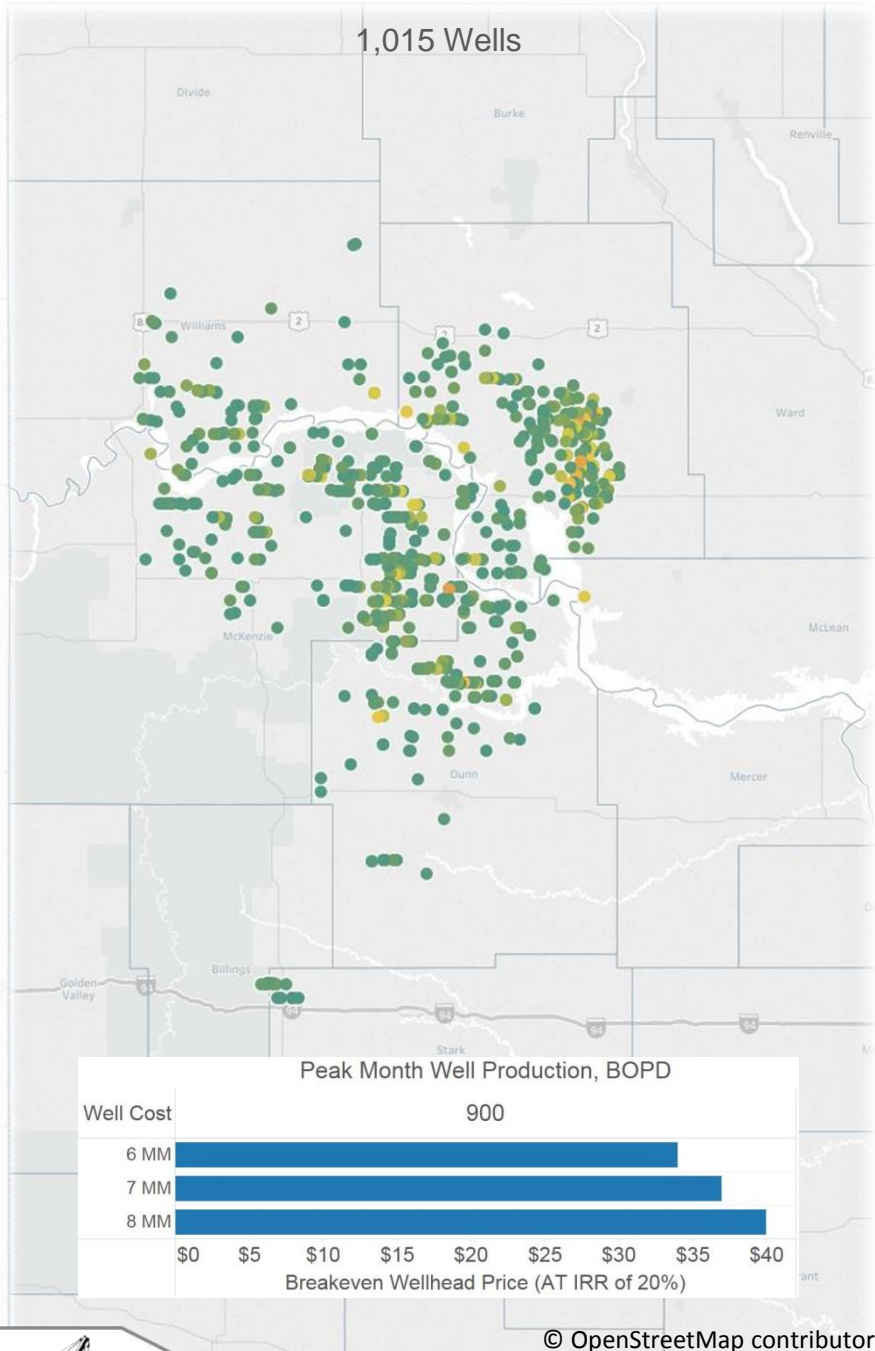 1,015 Wells
Divide
Burke
Renville
Williams
2
2
2
Ward
McKenzie
McLean
Dunn
Mercer
Billings
Golden
Valley
94
94
94
94
94
Stark
Peak Month Well Production, BOPD
Well Cost 900
6 MM
7 MM
8 MM
$0 $5 $10 $15 $20 $25 $30 $35 $40
Breakeven Wellhead Price (AT IRR of 20%)
© OpenStreetMap contributor